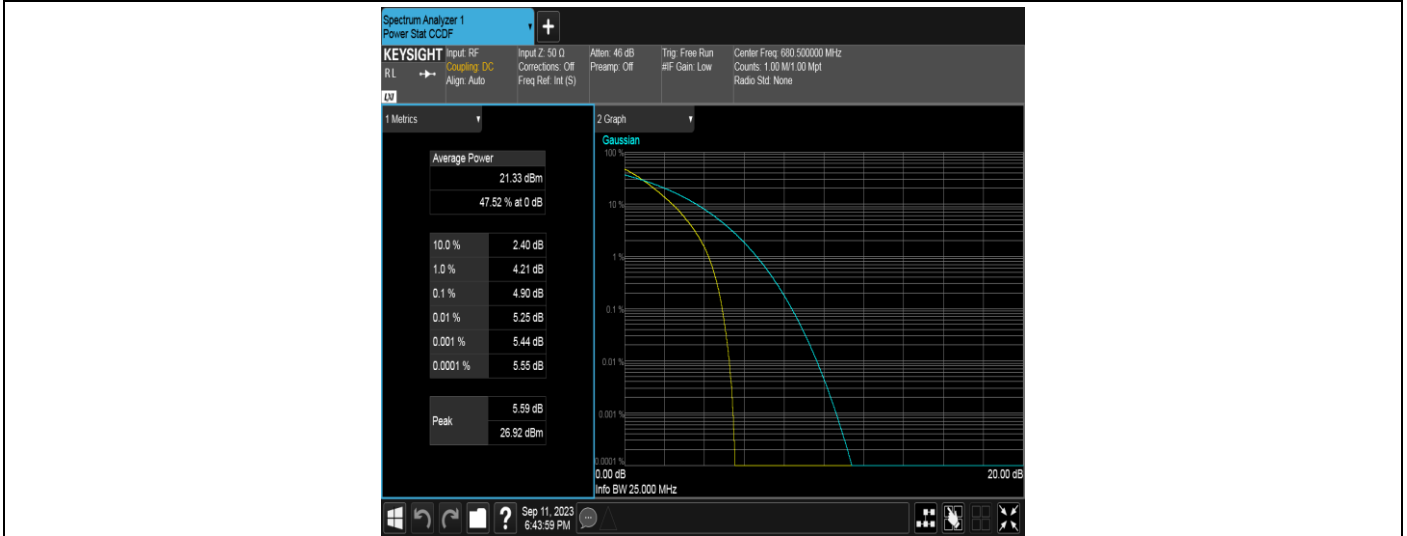 Spectrum Analyzer 1
Power Stat CCDF
+
KEYSIGHT
RL
LXI
Input: RF
Coupling: DC
Align: Auto
Input Z: 50 Ω
Corrections: Off
Freq Ref: Int (S)
Atten: 46 dB
Preamp: Off
Trig: Free Run
#IF Gain: Low
Center Freq: 680.500000 MHz
Counts: 1.00 M/1.00 Mpt
Radio Std: None
1 Metrics
Average Power
21.33 dBm
47.52 % at 0 dB
10.0 % 2.40 dB
1.0 % 4.21 dB
0.1 % 4.90 dB
0.01 % 5.25 dB
0.001 % 5.44 dB
0.0001 % 5.55 dB
Peak
5.59 dB
26.92 dBm
2 Graph
Gaussian
100 %
10 %
1 %
0.1 %
0.01 %
0.001 %
0.0001 %
0.00 dB 20.00 dB
Info BW 25.000 MHz
?
Sep 11, 2023
6:43:59 PM